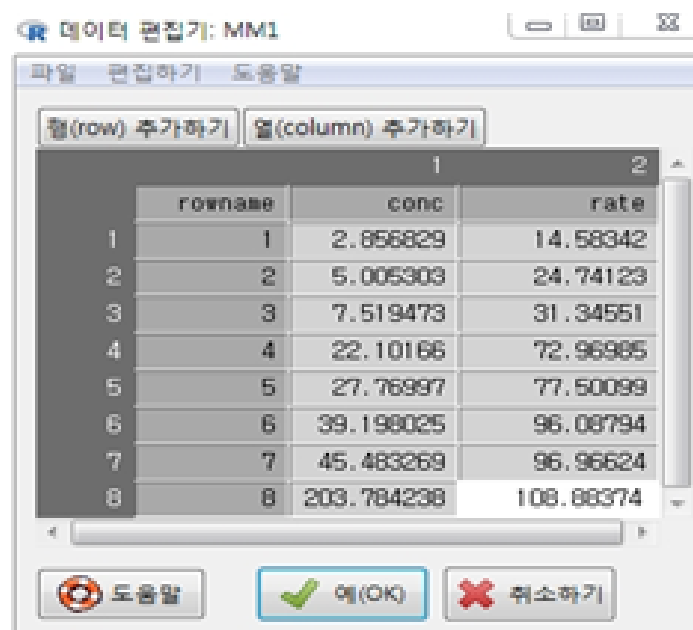 데이터 편집기: MM1
파일 편집하기 도움말
행(row) 추가하기 열(column) 추가하기
1 2
rowname conc rate
1 1 2.856829 14.58342
2 2 5.005303 24.74123
3 3 7.519473 31.34551
4 4 22.10166 72.96985
5 5 27.76997 77.50099
6 6 39.198025 96.08794
7 7 45.483269 96.96624
8 8 203.784238 108.88374
도움말 예(OK) 취소하기